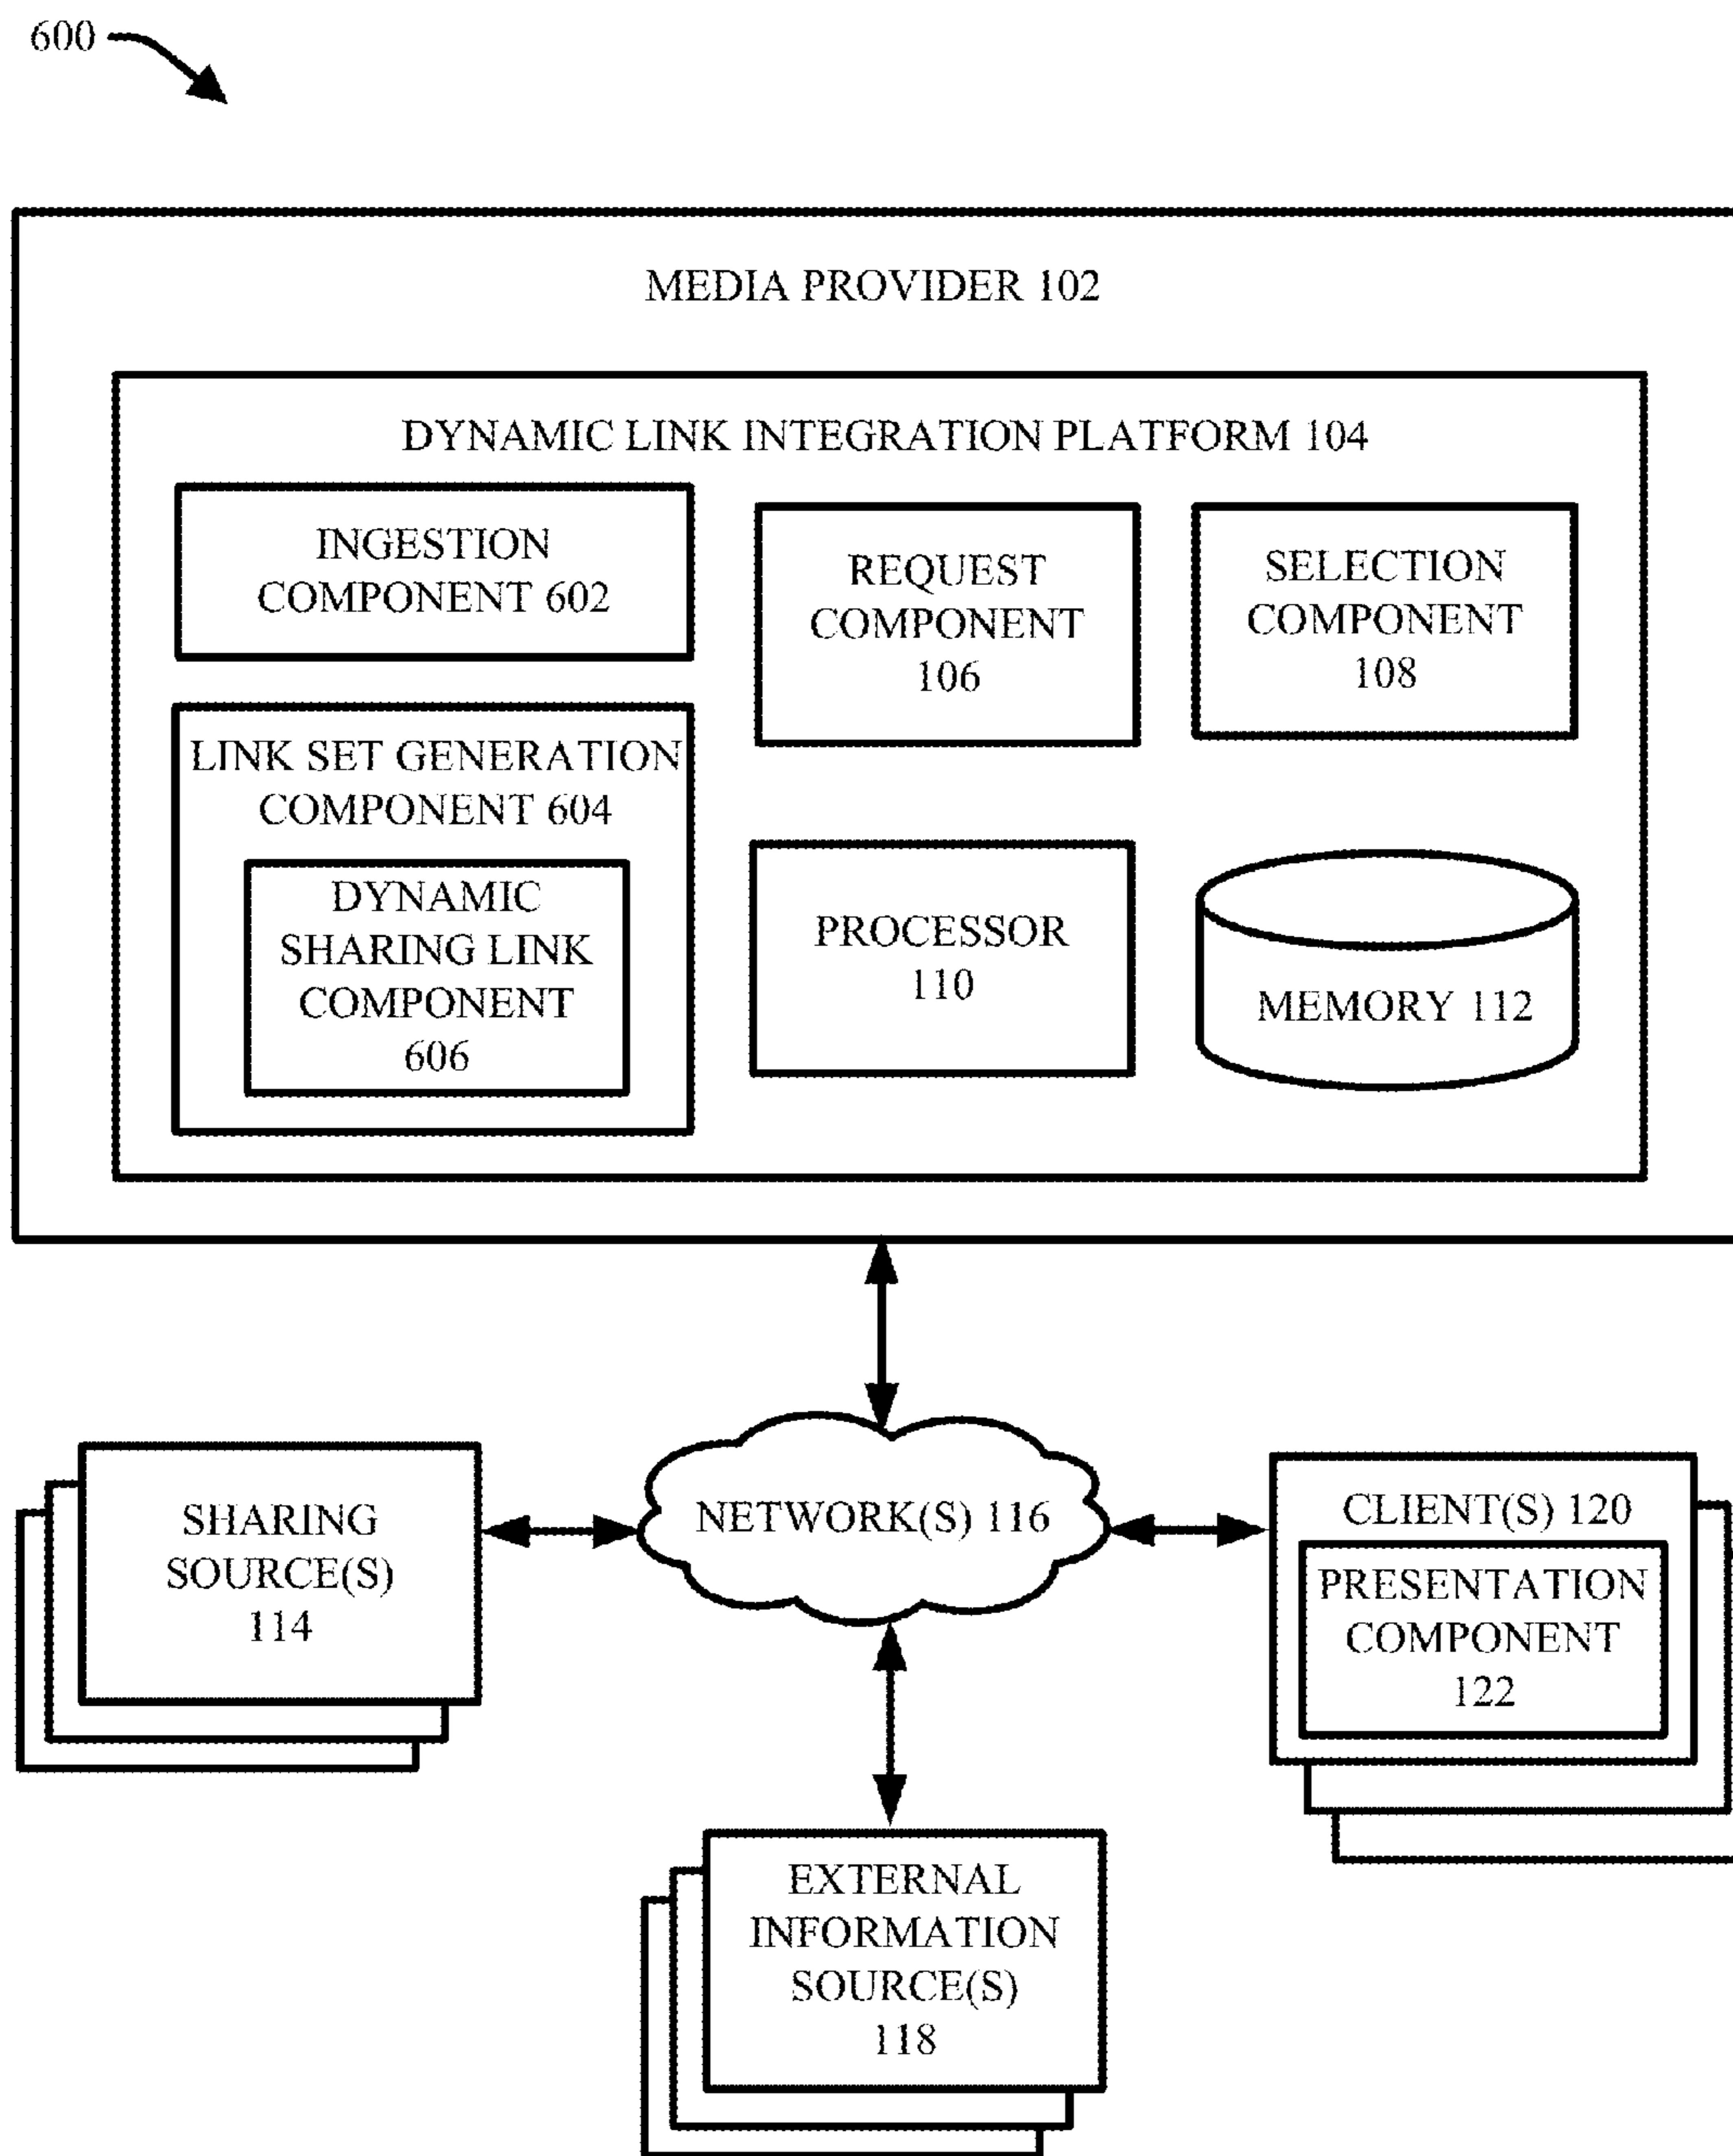 600
MEDIA PROVIDER 102
DYNAMIC LINK INTEGRATION PLATFORM 104
INGESTION
COMPONENT 602
REQUEST
COMPONENT
106
SELECTION
COMPONENT
108
LINK SET GENERATION
COMPONENT 604
DYNAMIC
SHARING LINK
COMPONENT
606
PROCESSOR
110
MEMORY 112
SHARING
SOURCE(S)
114
NETWORK(S) 116
CLIENT(S) 120
PRESENTATION
COMPONENT
122
EXTERNAL
INFORMATION
SOURCE(S)
118